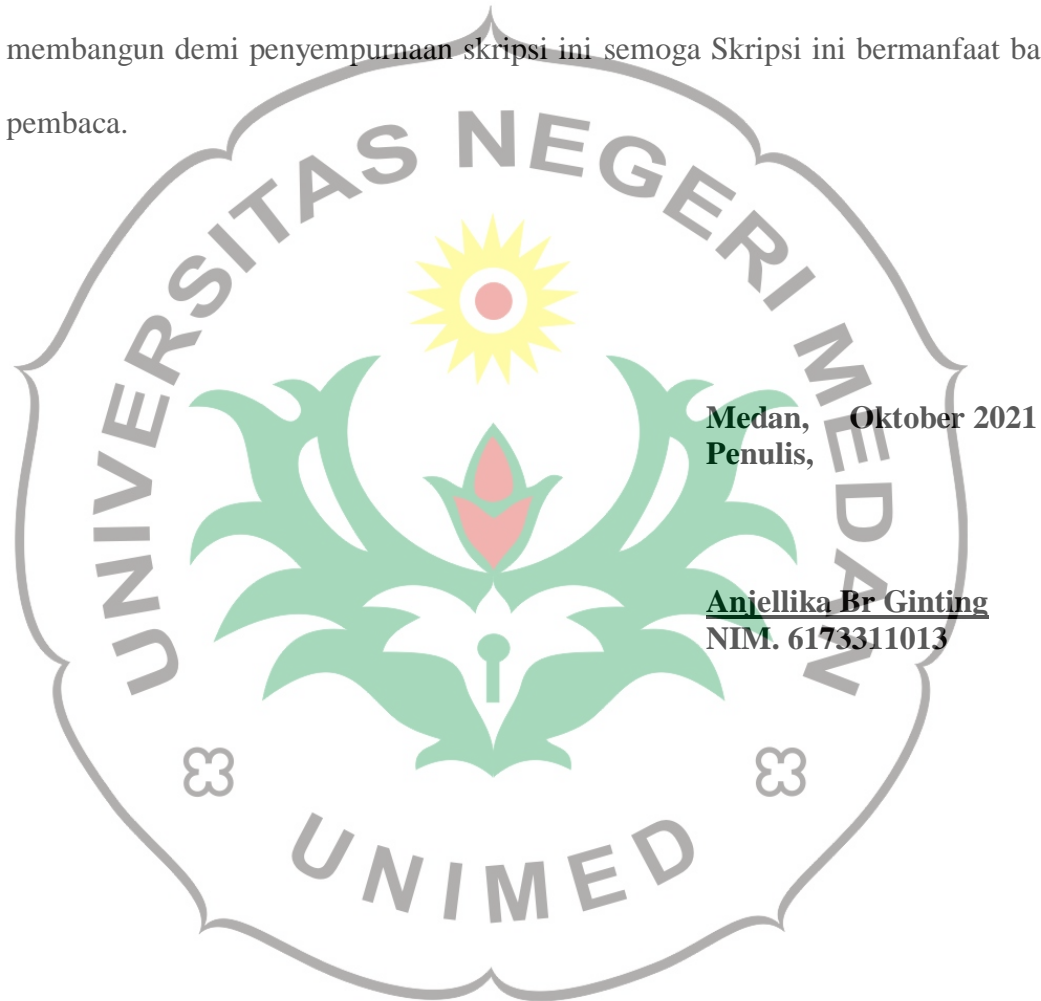 membangun demi penyempurnaan skripsi ini semoga Skripsi ini bermanfaat ba
pembaca.
UNIVERSITAS NEGERI MEDAN
Medan, Oktober 2021
Penulis,
Anjellika Br Ginting
NIM. 6173311013
UNIMED